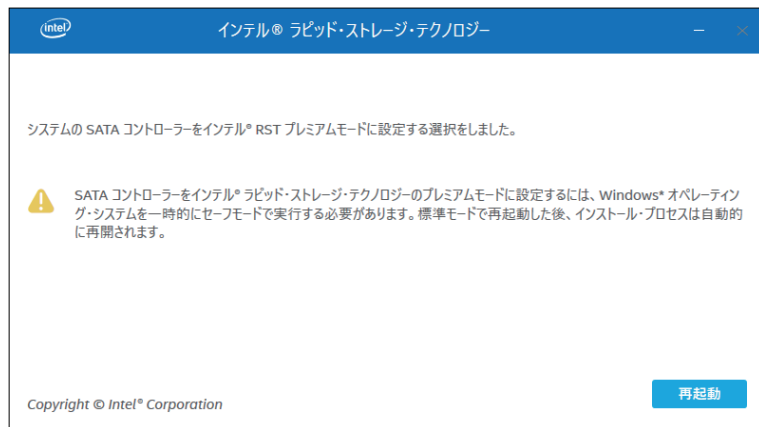 intel
インテル® ラピッド・ストレージ・テクノロジー
システムの SATA コントローラーをインテル® RST プレミアムモードに設定する選択をしました。
SATA コントローラーをインテル® ラピッド・ストレージ・テクノロジーのプレミアムモードに設定するには、Windows* オペレーティン
グ・システムを一時的にセーフモードで実行する必要があります。標準モードで再起動した後、インストール・プロセスは自動的
に再開されます。
再起動
Copyright © Intel® Corporation